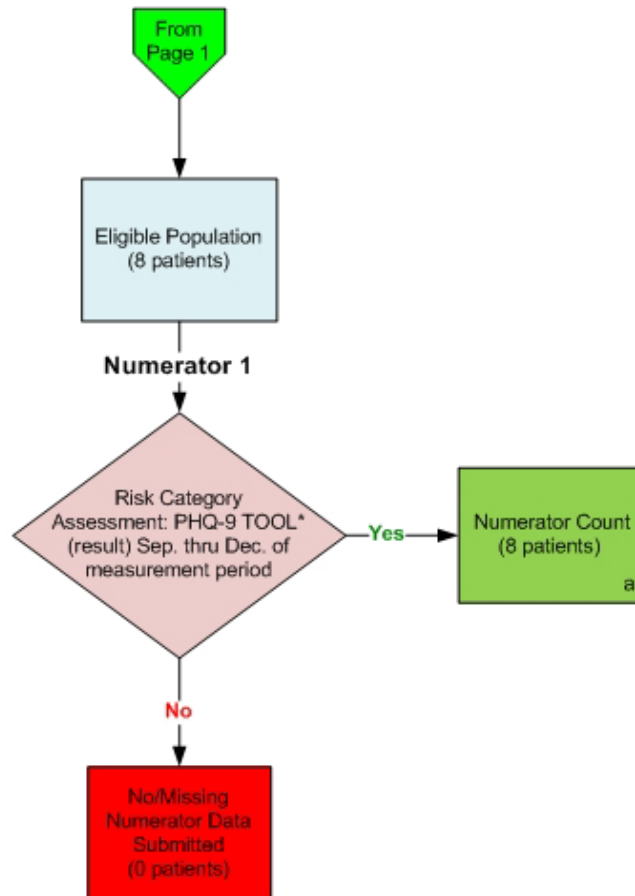 From
Page 1
Eligible Population
(8 patients)
Numerator 1
Risk Category
Assessment: PHQ-9 TOOL*
(result) Sep. thru Dec. of
measurement period
Yes
Numerator Count
(8 patients)
a
No
No/Missing
Numerator Data
Submitted
(0 patients)